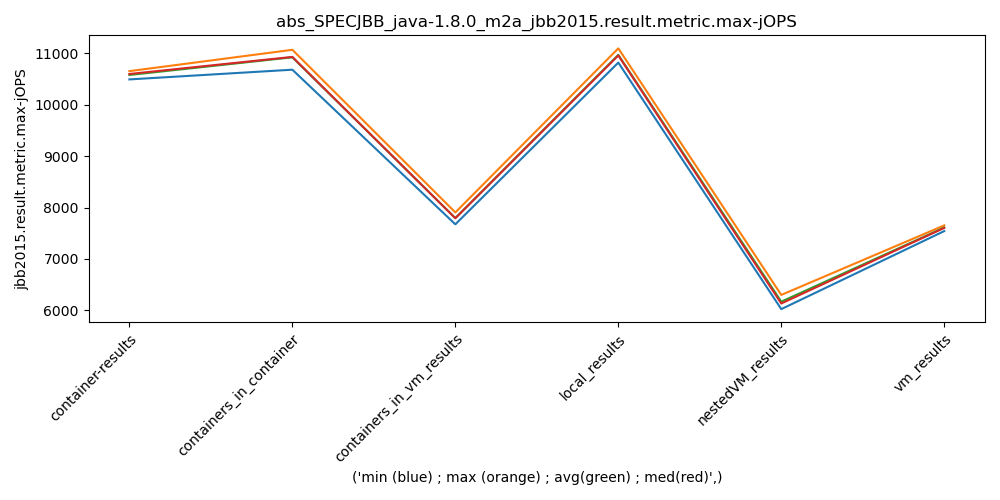 abs_SPECJBB_java-1.8.0_m2a_jbb2015.result.metric.max-jOPS
jbb2015.result.metric.max-jOPS
11000
10000
9000
8000
7000
6000
container-results
containers_in_container
containers_in_vm_results
local_results
nestedVM_results
vm_results
('min (blue) ; max (orange) ; avg(green) ; med(red)',)